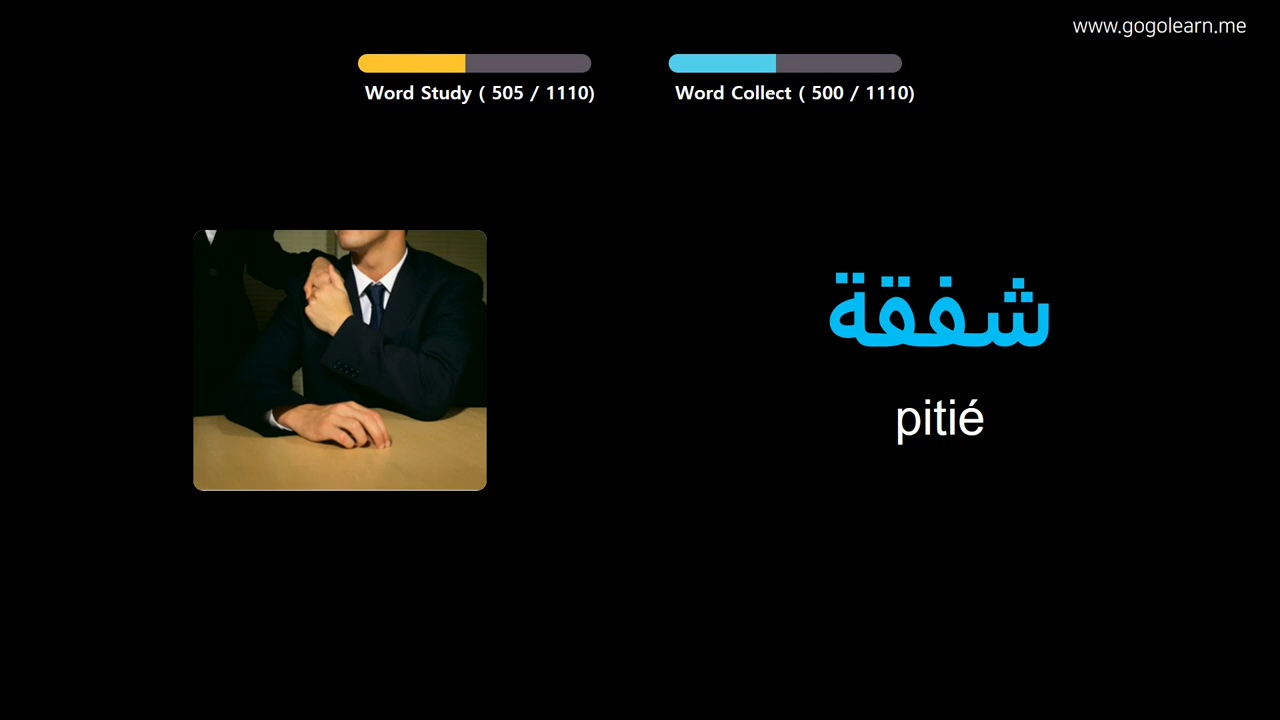 www.gogolearn.me
Word Study ( 505 / 1110)
Word Collect ( 500 / 1110)
شفقة
pitié